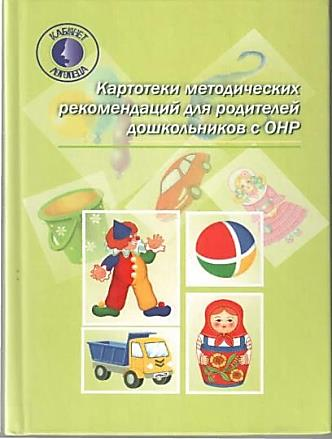 КАБИНЕТ
ЛОГОПЕДА
Картотеки методических
рекомендаций для родителей
дошкольников с ОНР